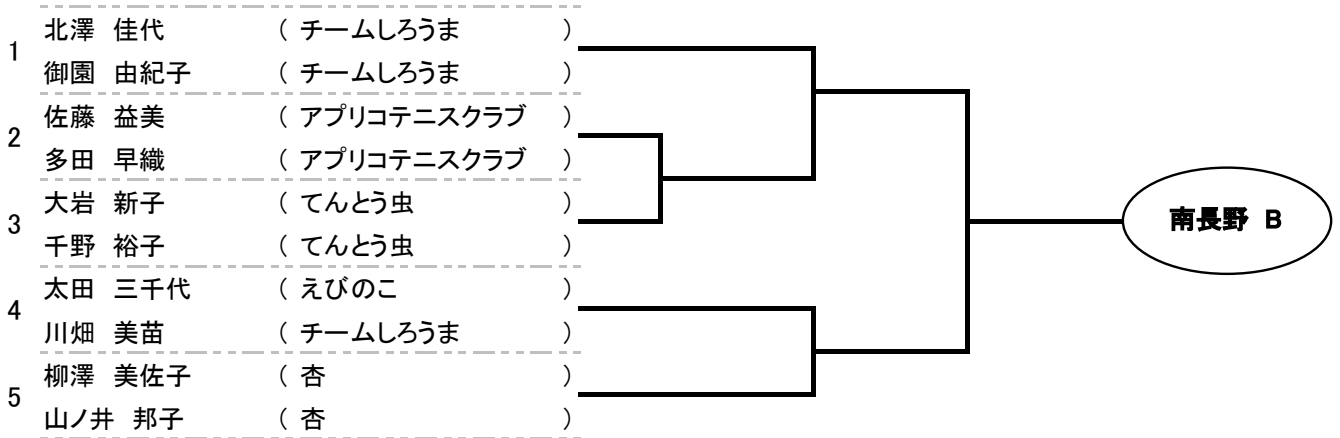 1
北澤 佳代 ( チームしろうま )
御園 由紀子 ( チームしろうま )
2
佐藤 益美 ( アプリコテニスクラブ )
多田 早織 ( アプリコテニスクラブ )
3
大岩 新子 ( てんとう虫 )
千野 裕子 ( てんとう虫 )
4
太田 三千代 ( えびのこ )
川畑 美苗 ( チームしろうま )
5
柳澤 美佐子 ( 杏 )
山ノ井 邦子 ( 杏 )
南長野 B